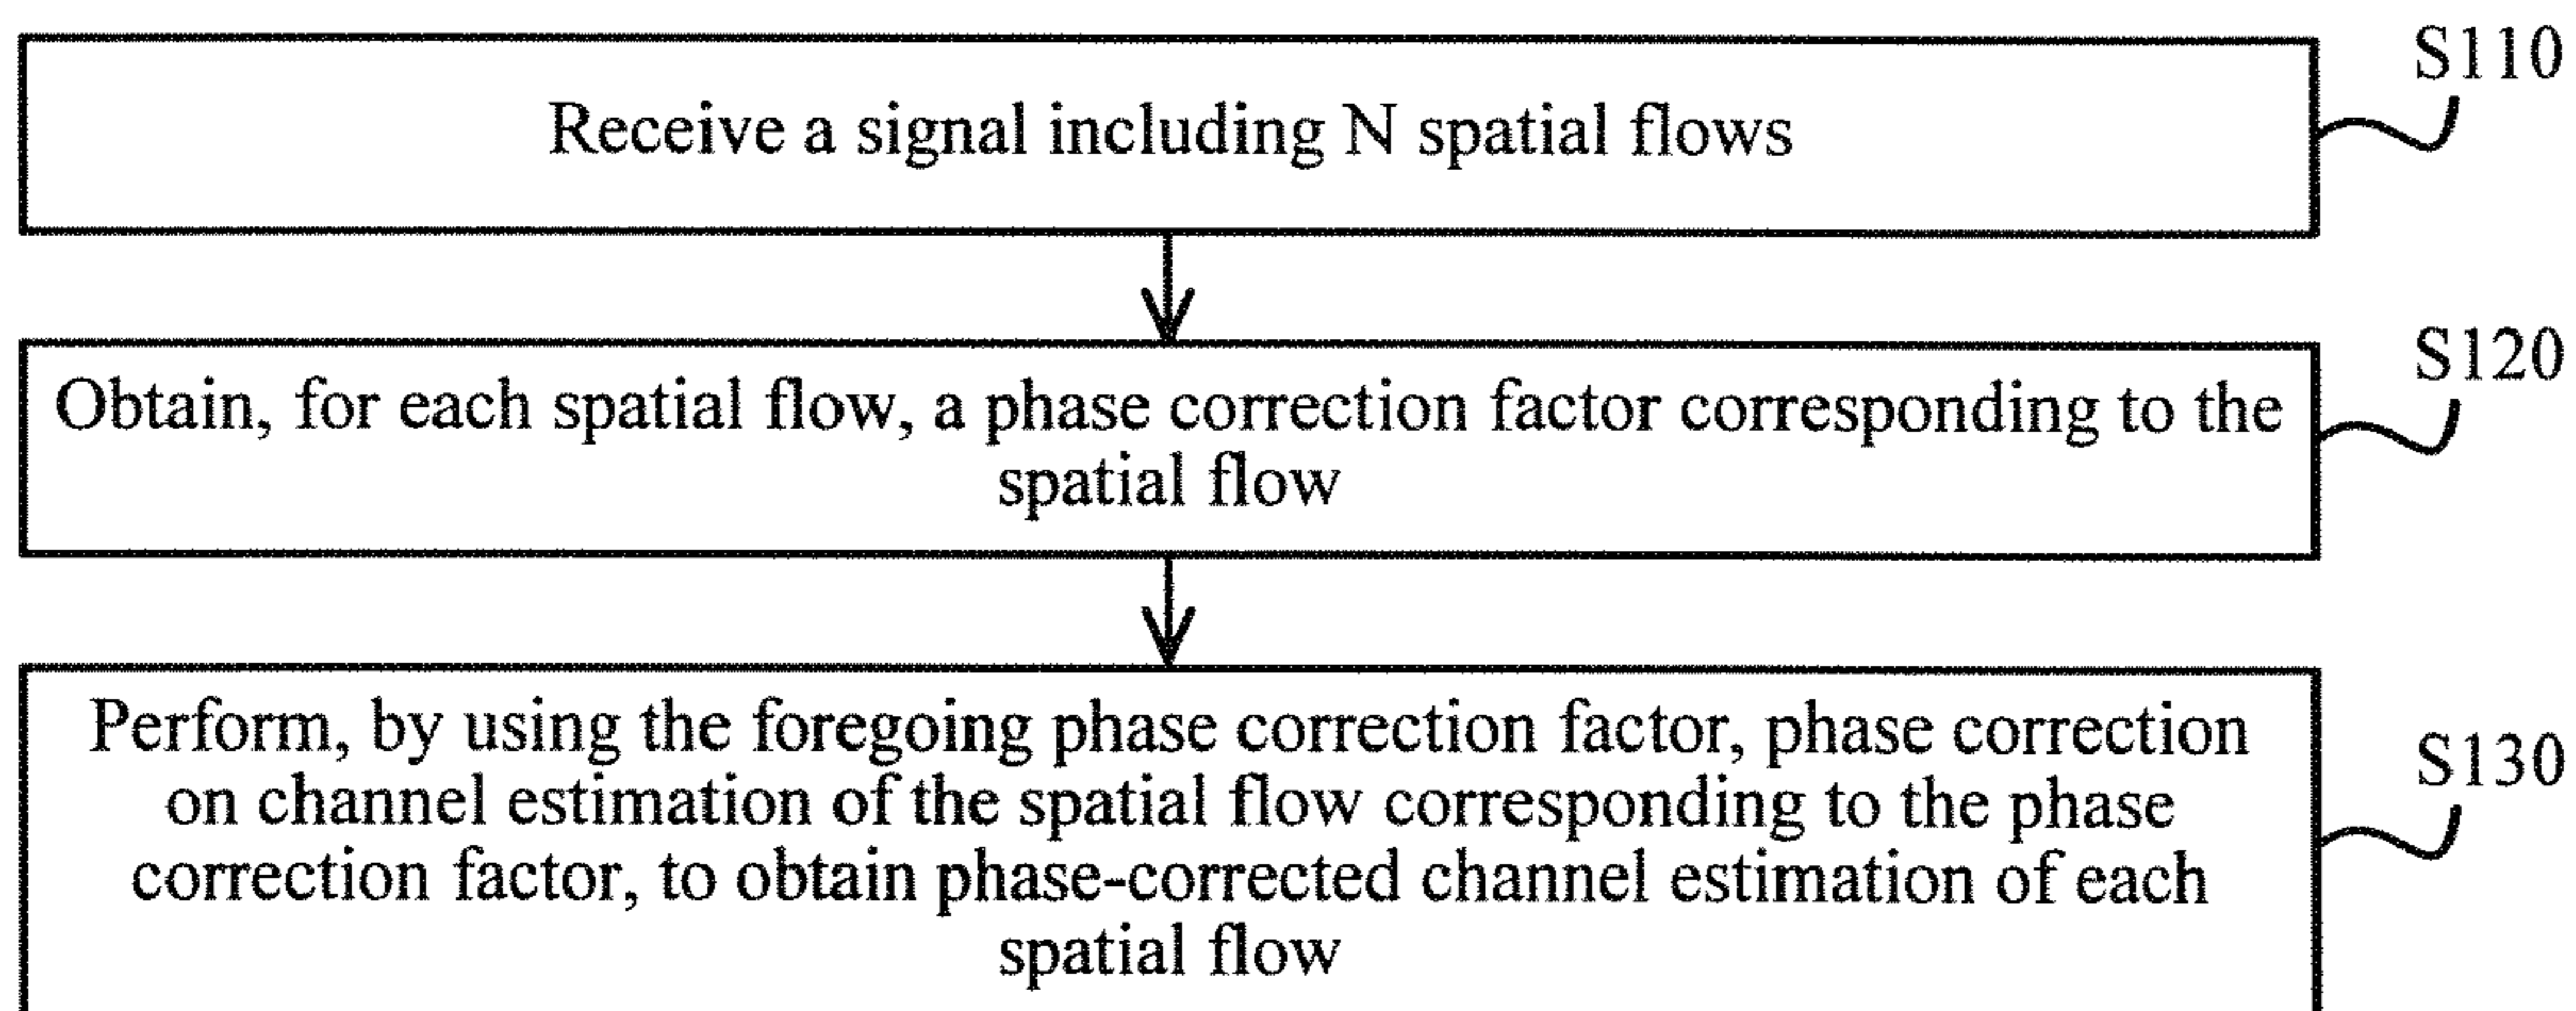 S110
Receive a signal including N spatial flows
S120
Obtain, for each spatial flow, a phase correction factor corresponding to the
spatial flow
S130
Perform, by using the foregoing phase correction factor, phase correction
on channel estimation of the spatial flow corresponding to the phase
correction factor, to obtain phase-corrected channel estimation of each
spatial flow